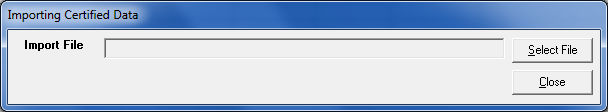 Importing Certified Data
Import File
Select File
Close